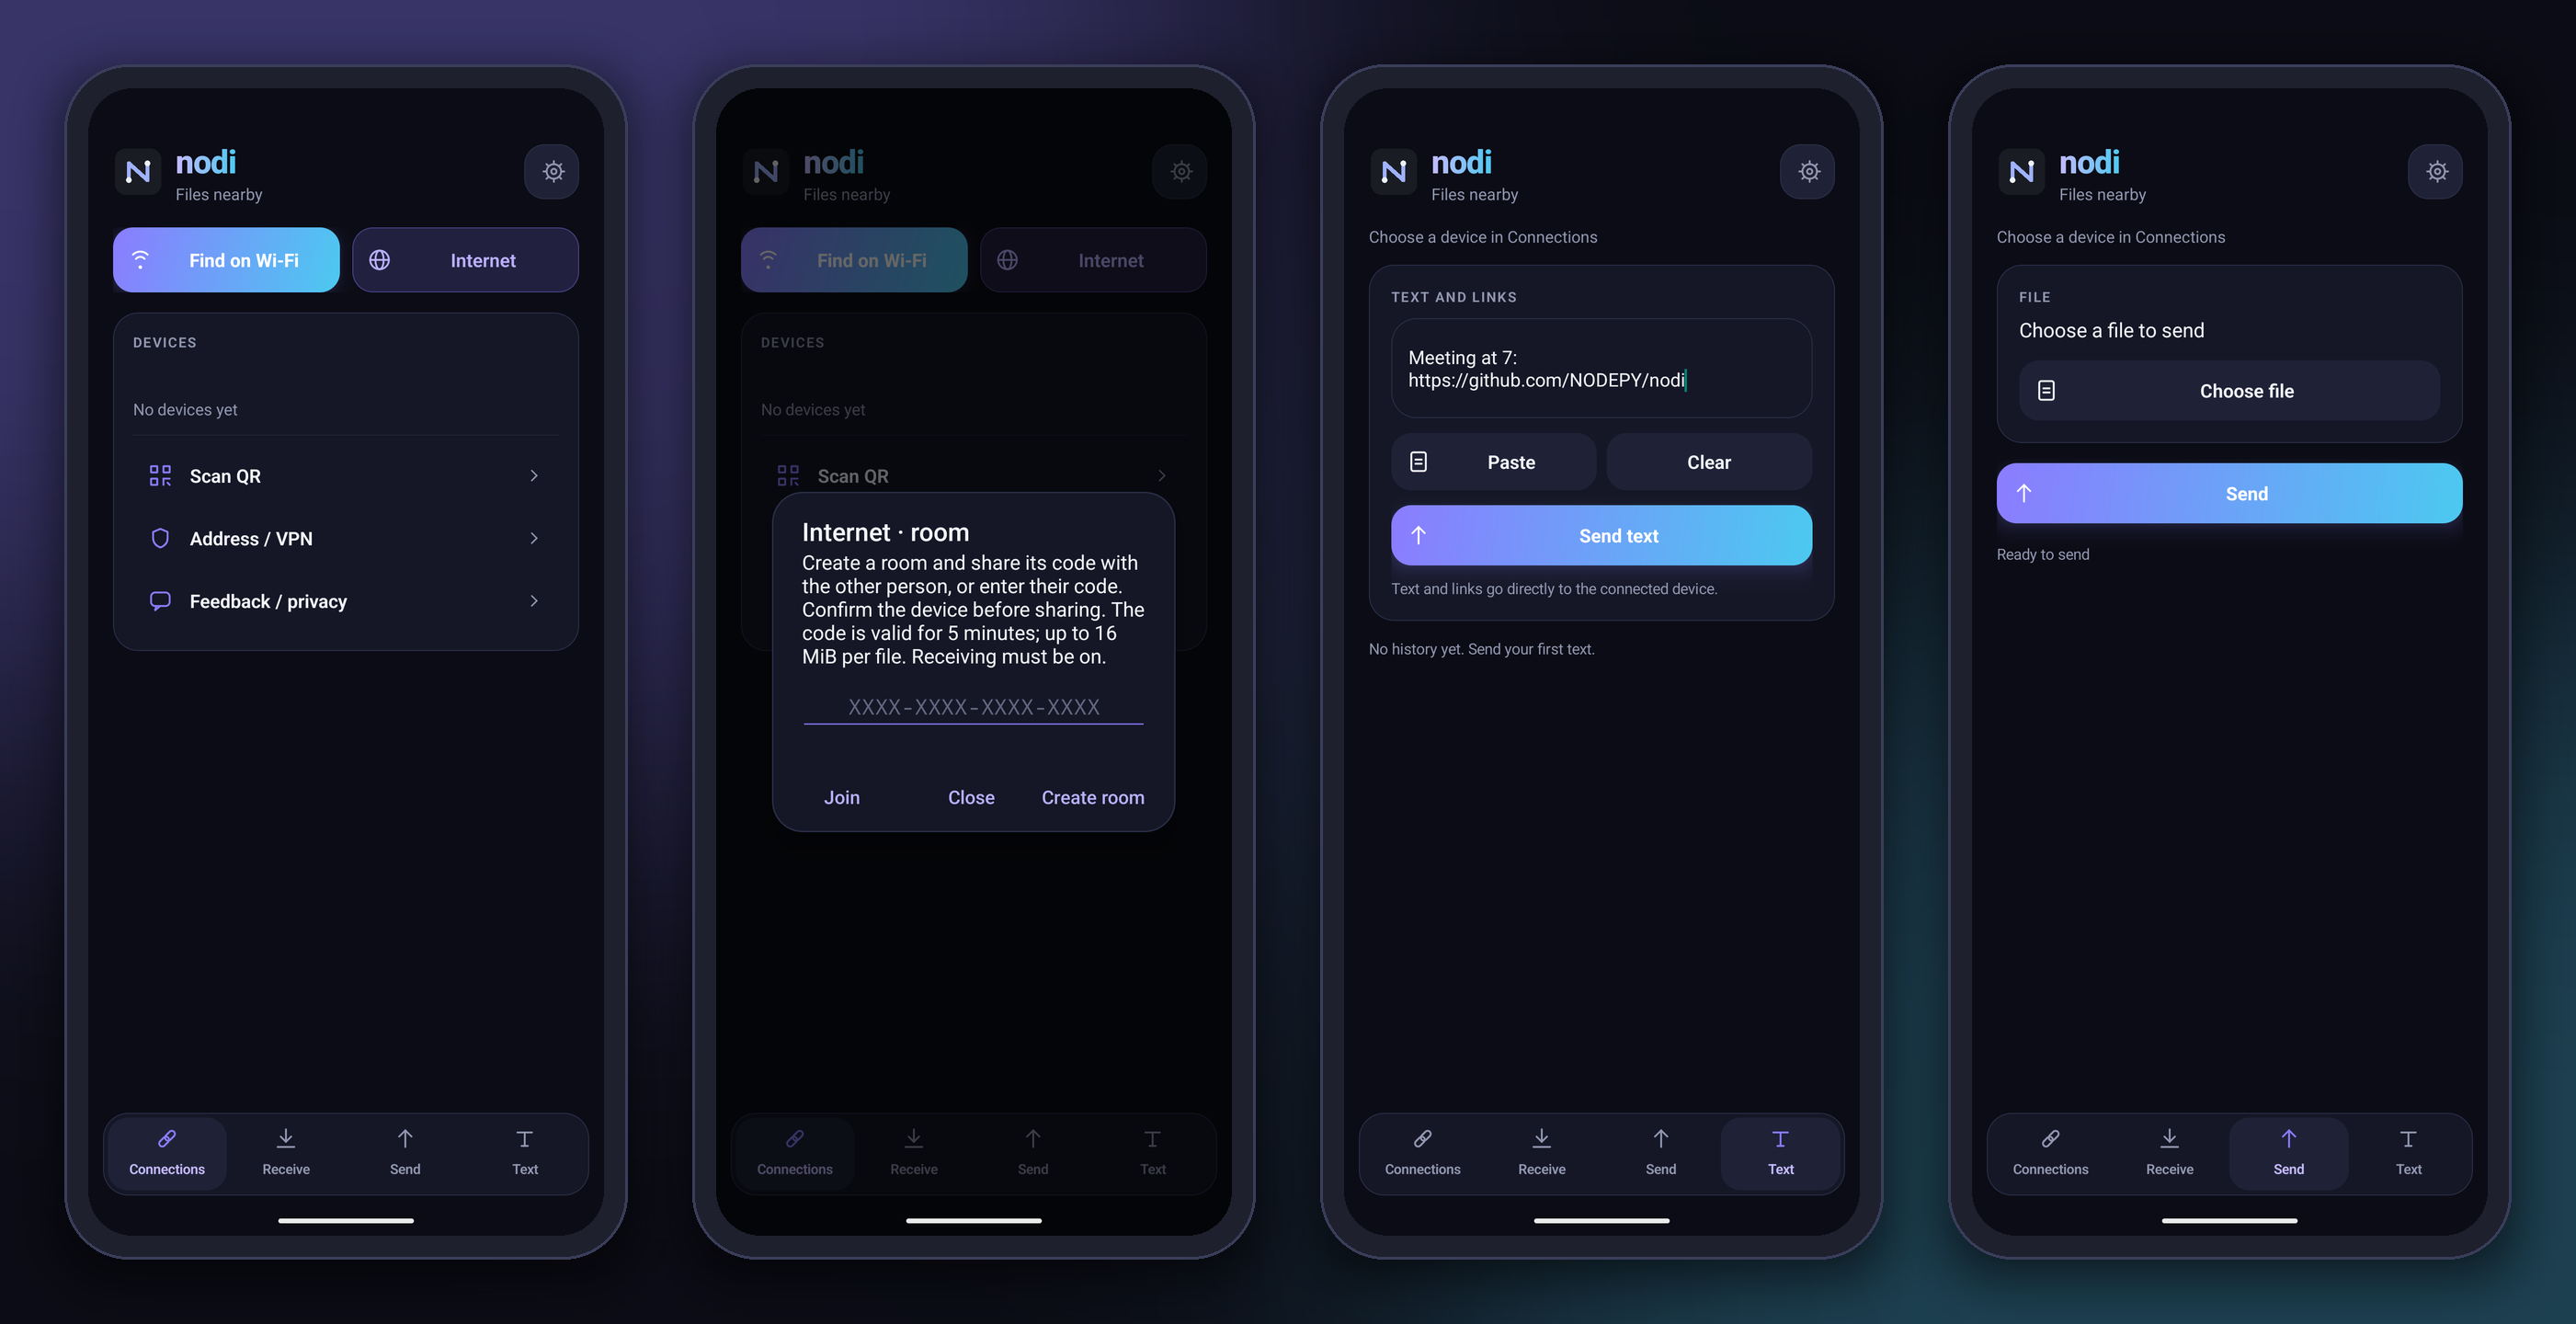 nodi
Files nearby
Find on Wi-Fi
Internet
DEVICES
No devices yet
Scan QR
Address / VPN
Feedback / privacy
Connections
Receive
Send
Text
nodi
Files nearby
Find on Wi-Fi
Internet
DEVICES
No devices yet
Scan QR
Internet · room
Create a room and share its code with
the other person, or enter their code.
Confirm the device before sharing. The
code is valid for 5 minutes; up to 16
MiB per file. Receiving must be on.
XXXX-XXXX-XXXX-XXXX
Join
Close
Create room
Connections
Receive
Send
Text
nodi
Files nearby
Choose a device in Connections
TEXT AND LINKS
Meeting at 7:
https://github.com/NODEPY/nodi
Paste
Clear
Send text
Text and links go directly to the connected device.
No history yet. Send your first text.
Connections
Receive
Send
Text
nodi
Files nearby
Choose a device in Connections
FILE
Choose a file to send
Choose file
Send
Ready to send
Connections
Receive
Send
Text